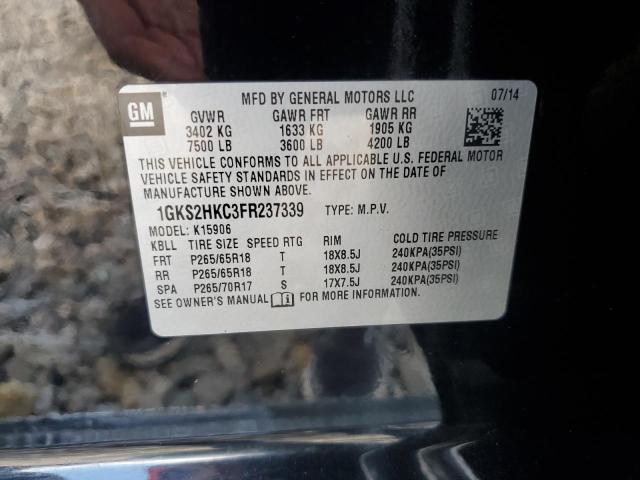 GM
MFD BY GENERAL MOTORS LLC 07/14
GVWR GAWR FRT GAWR RR
3402 KG 1633 KG 1905 KG
7500 LB 3600 LB 4200 LB
THIS VEHICLE CONFORMS TO ALL APPLICABLE U.S. FEDERAL MOTOR
VEHICLE SAFETY STANDARDS IN EFFECT ON THE DATE OF
MANUFACTURE SHOWN ABOVE.
1GKS2HKC3FR237339 TYPE: M.P.V.
MODEL: K15906
KBLL TIRE SIZE SPEED RTG RIM COLD TIRE PRESSURE
FRT P265/65R18 T 18X8.5J 240KPA(35PSI)
RR P265/65R18 T 18X8.5J 240KPA(35PSI)
SPA P265/70R17 S 17X7.5J 240KPA(35PSI)
SEE OWNER'S MANUAL FOR MORE INFORMATION.